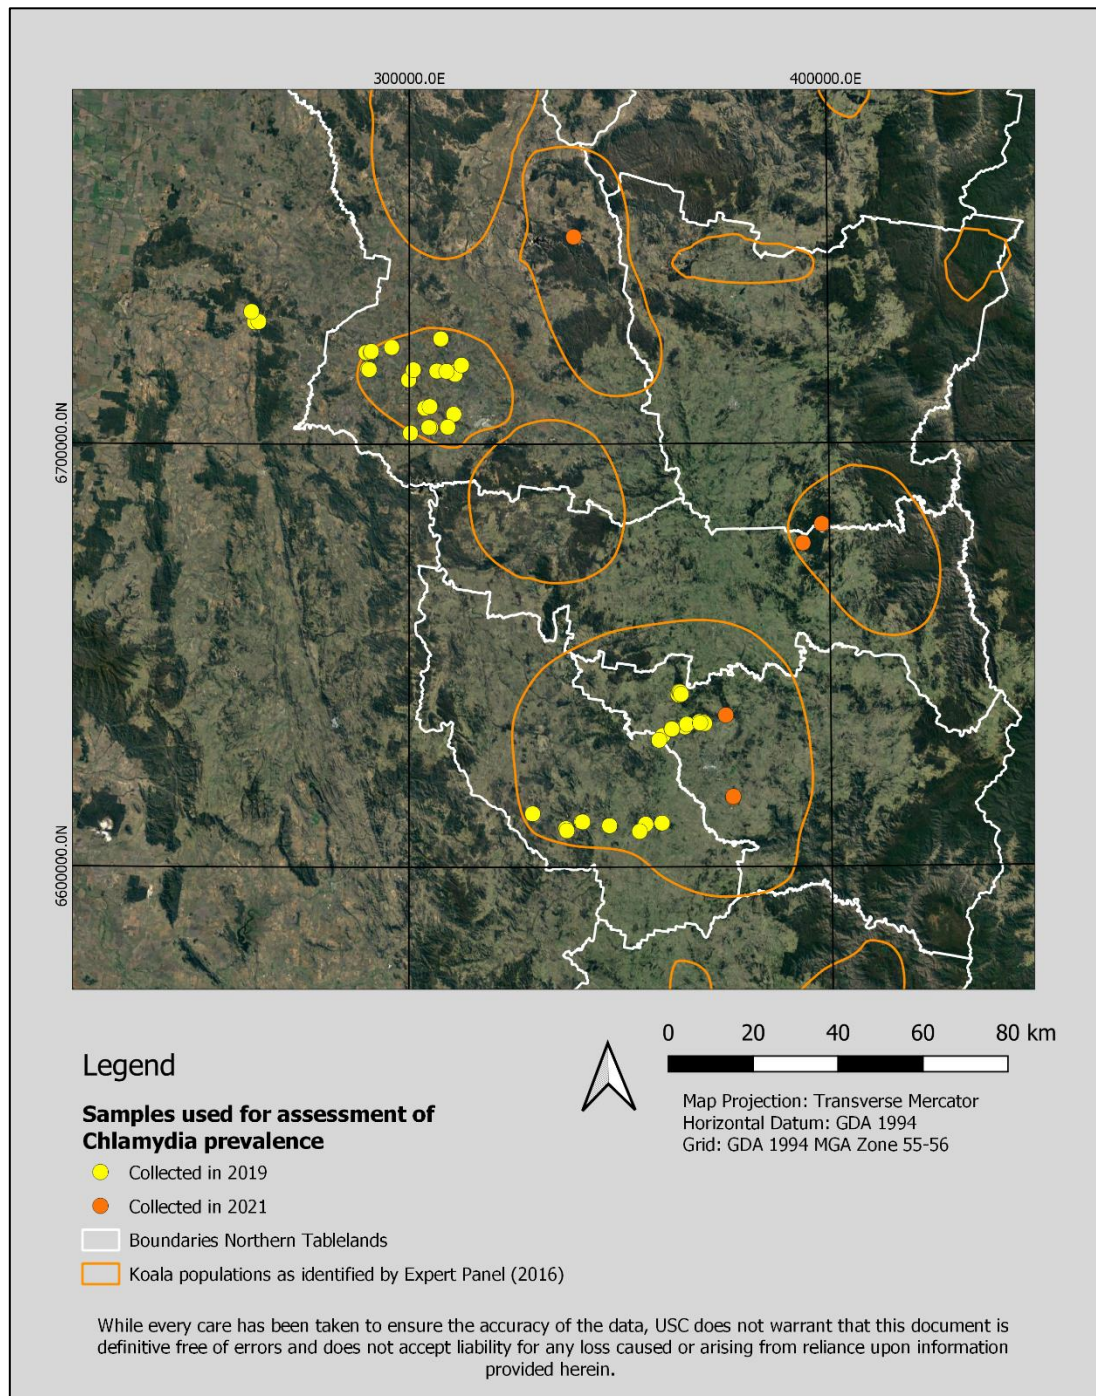 300000.0E 400000.0E
6700000.0N
6600000.0N
0 20 40 60 80 km
Legend
Samples used for assessment of
Chlamydia prevalence
Collected in 2019
Collected in 2021
Boundaries Northern Tablelands
Koala populations as identified by Expert Panel (2016)
Map Projection: Transverse Mercator
Horizontal Datum: GDA 1994
Grid: GDA 1994 MGA Zone 55-56
While every care has been taken to ensure the accuracy of the data, USC does not warrant that this document is
definitive free of errors and does not accept liability for any loss caused or arising from reliance upon information
provided herein.